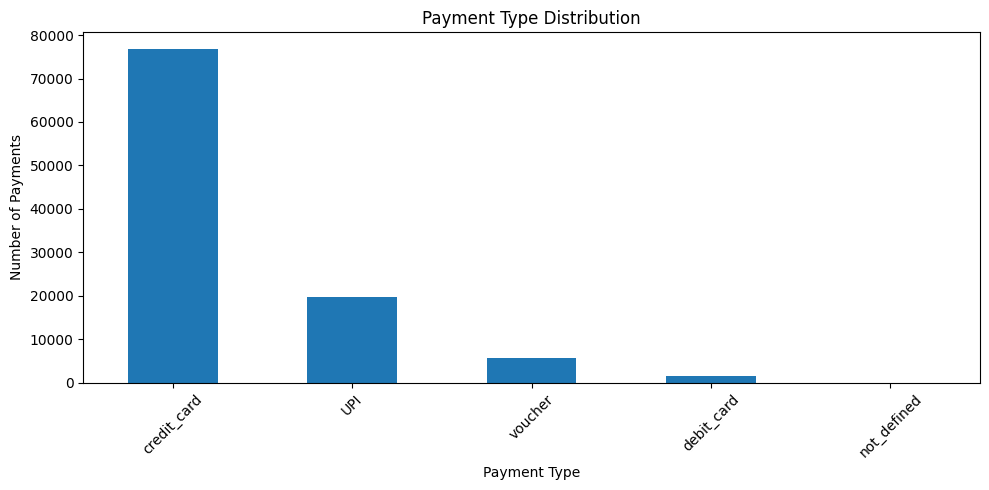 Payment Type Distribution
80000
70000
60000
50000
40000
30000
20000
10000
0
Number of Payments
credit_card
UPI
voucher
debit_card
not_defined
Payment Type